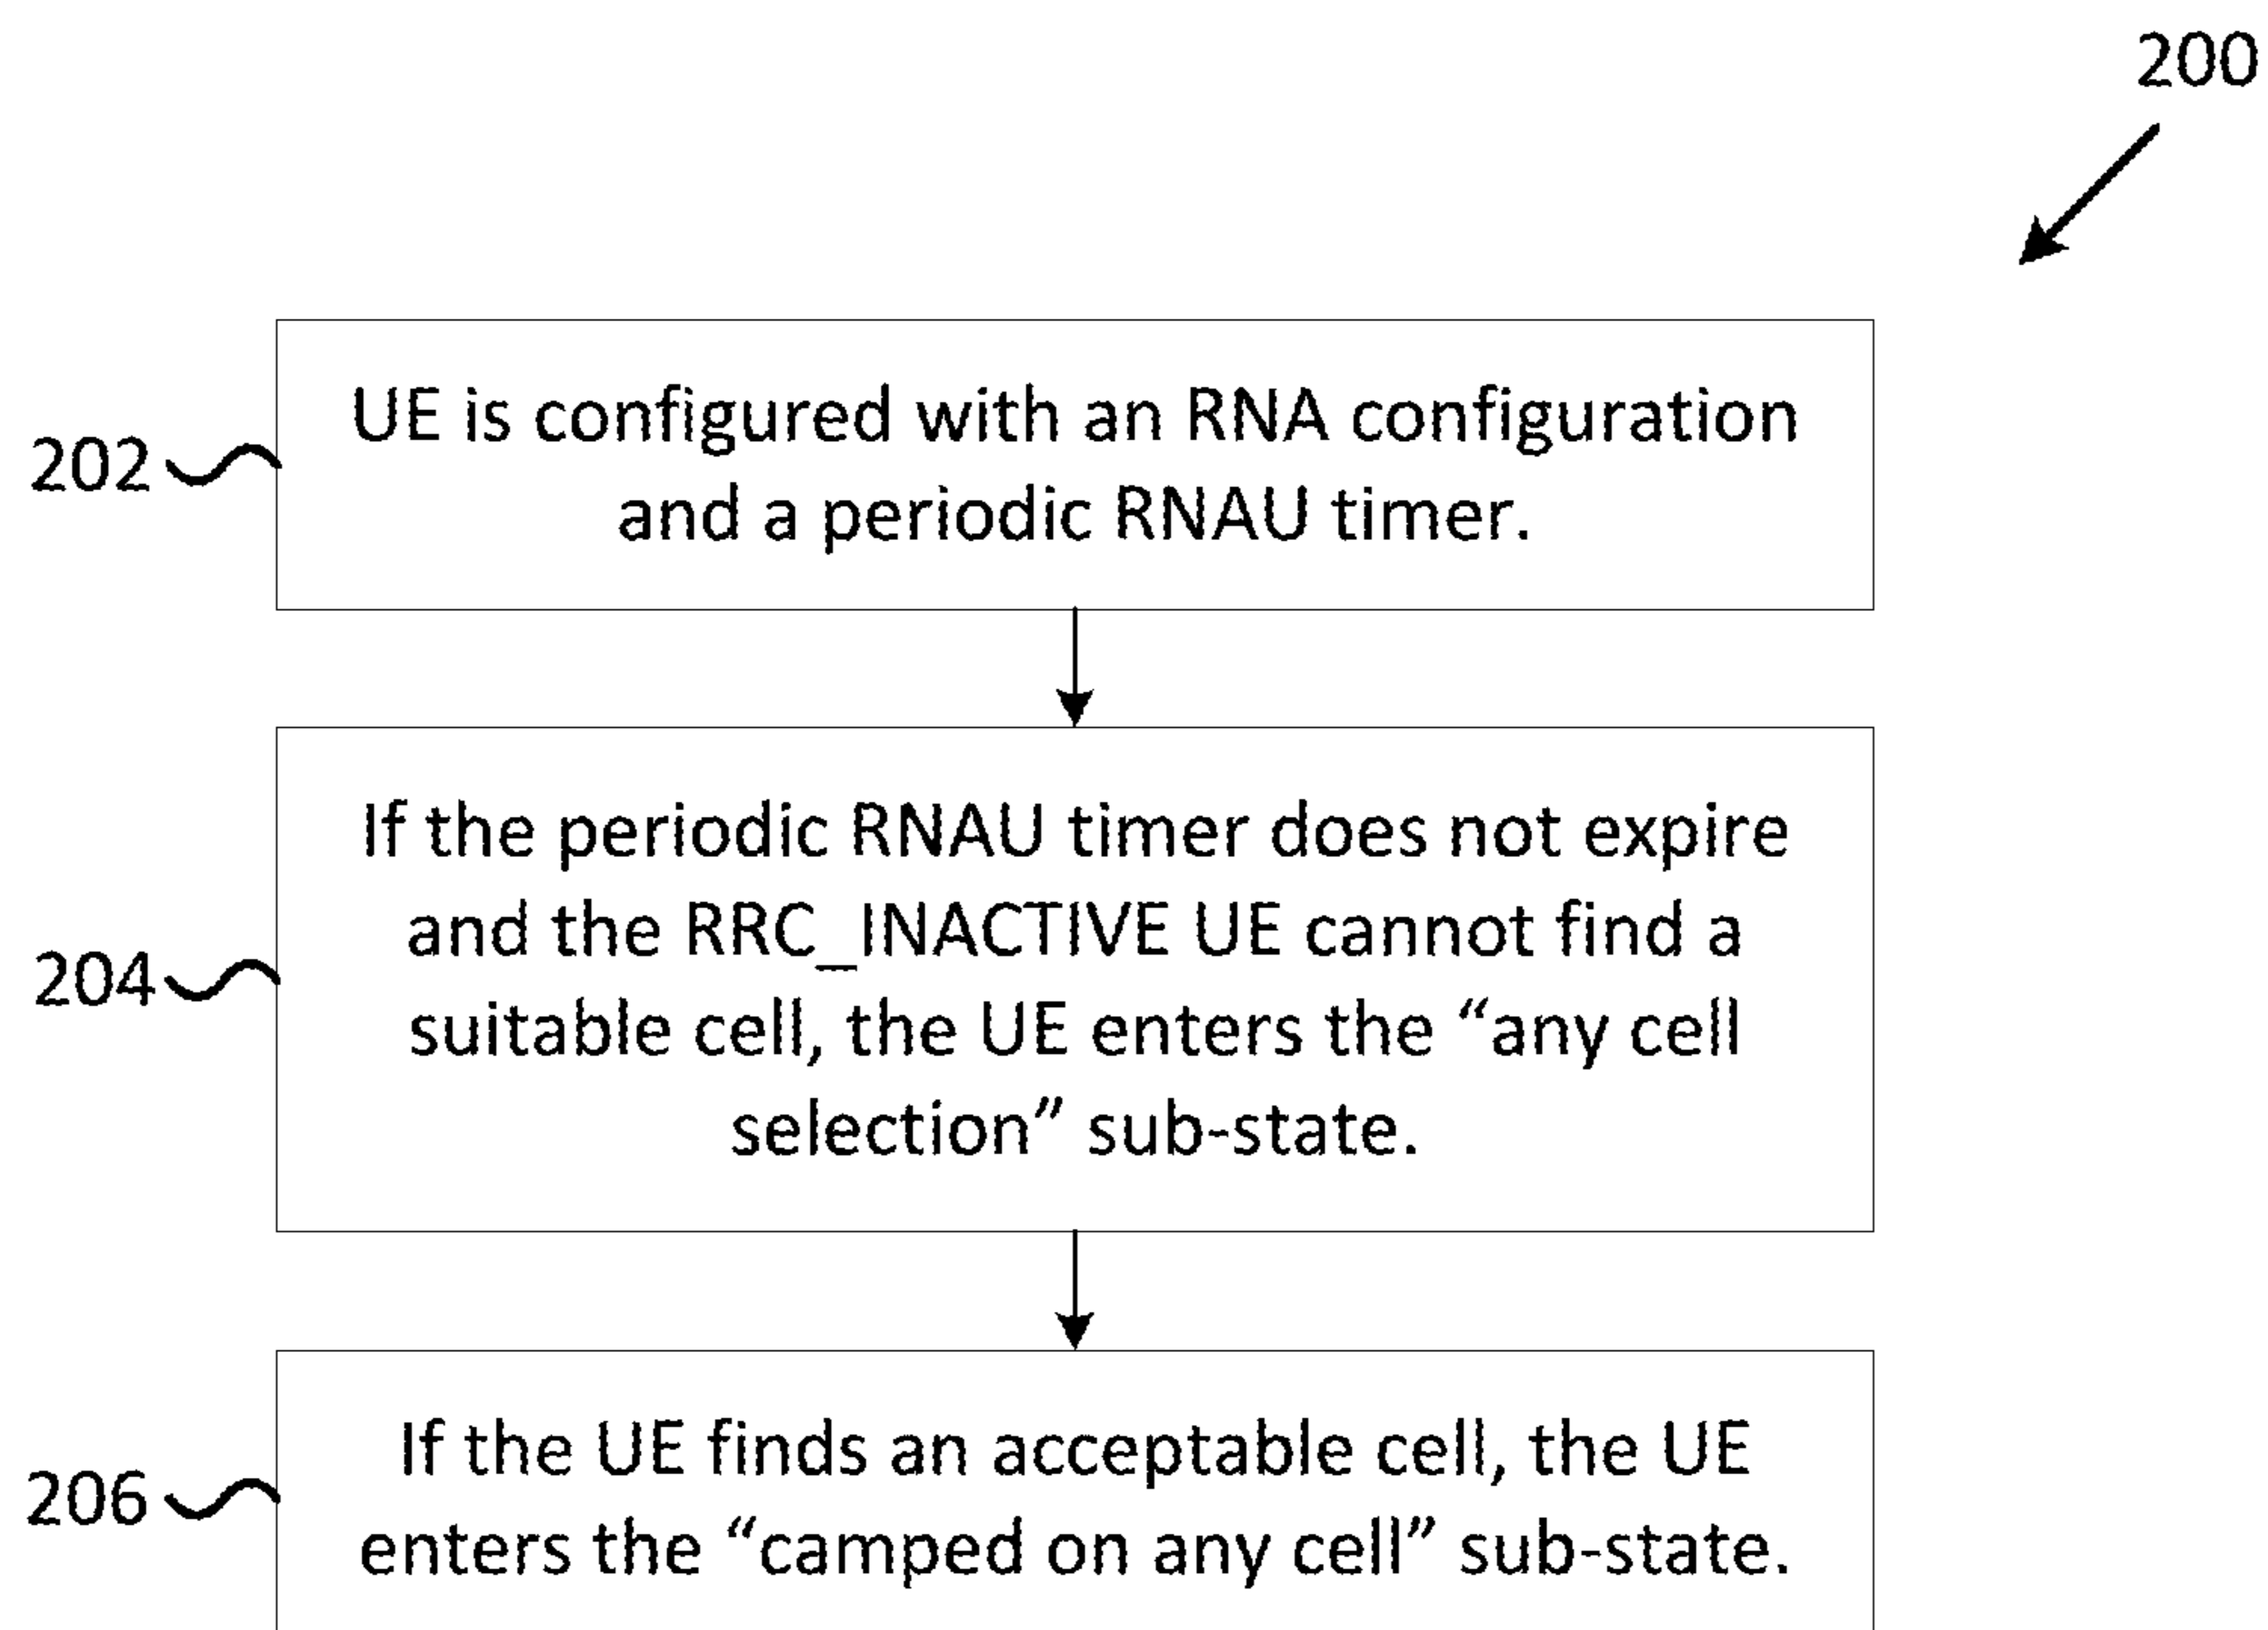 200
202
UE is configured with an RNA configuration
and a periodic RNAU timer.
204
If the periodic RNAU timer does not expire
and the RRC_INACTIVE UE cannot find a
suitable cell, the UE enters the “any cell
selection” sub-state.
206
If the UE finds an acceptable cell, the UE
enters the “camped on any cell” sub-state.